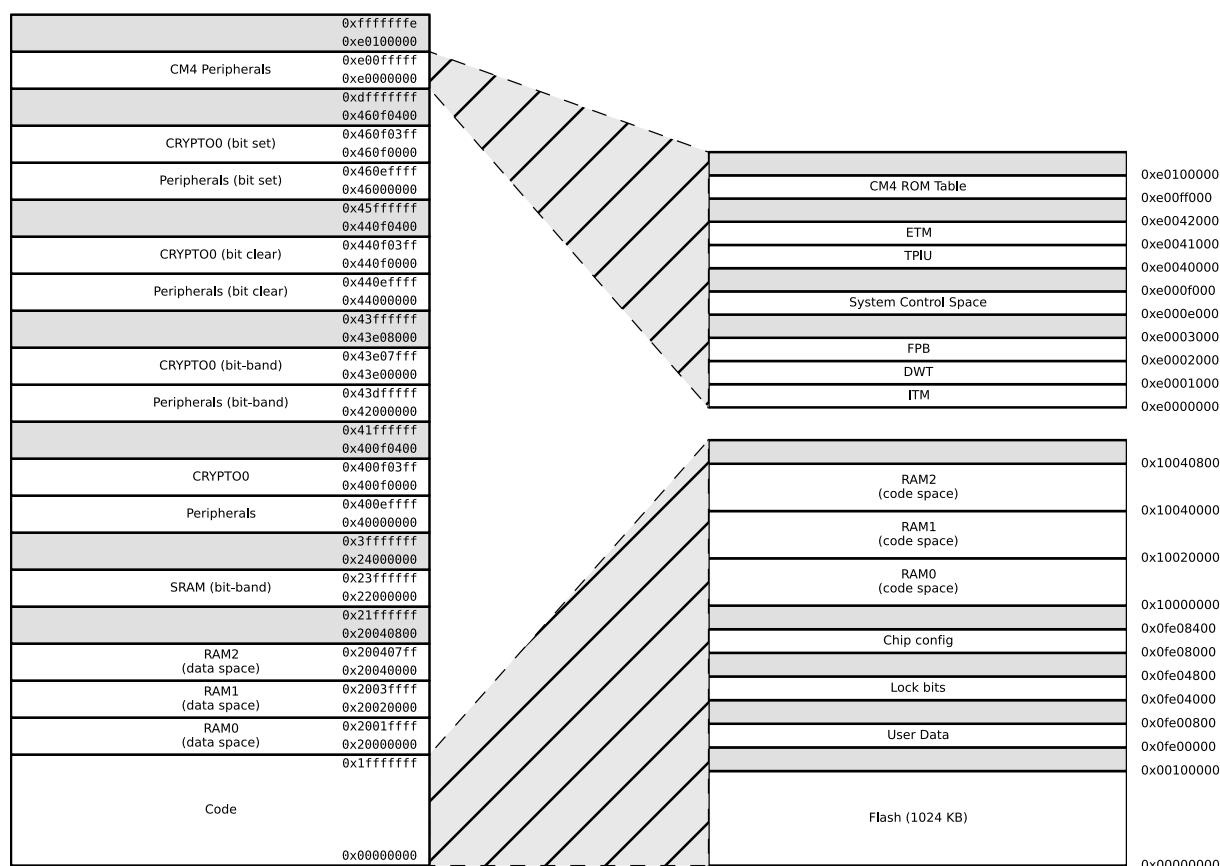 0xfffffffe
0xe0100000
CM4 Peripherals
0xe00fffff
0xe0000000
0xdfffffff
0x460f0400
CRYPTO0 (bit set)
0x460f03ff
0x460f0000
Peripherals (bit set)
0x460effff
0x46000000
0x45ffffff
0x440f0400
CRYPTO0 (bit clear)
0x440f03ff
0x440f0000
Peripherals (bit clear)
0x440effff
0x44000000
0x43ffffff
0x43e08000
CRYPTO0 (bit-band)
0x43e07fff
0x43e00000
Peripherals (bit-band)
0x43dfffff
0x42000000
0x41ffffff
0x400f0400
CRYPTO0
0x400f03ff
0x400f0000
Peripherals
0x400effff
0x40000000
0x3fffffff
0x24000000
SRAM (bit-band)
0x23ffffff
0x22000000
0x21ffffff
0x20040800
RAM2
(data space)
0x200407ff
0x20040000
RAM1
(data space)
0x2003ffff
0x20020000
RAM0
(data space)
0x2001ffff
0x20000000
0x1fffffff
Code
0x00000000
0xe0100000
CM4 ROM Table
0xe00ff000
0xe0042000
ETM
0xe0041000
TPIU
0xe0040000
0xe000f000
System Control Space
0xe000e000
0xe0003000
FPB
0xe0002000
DWT
0xe0001000
ITM
0xe0000000
0x10040800
RAM2
(code space)
0x10040000
RAM1
(code space)
0x10020000
RAM0
(code space)
0x10000000
0x0fe08400
Chip config
0x0fe08000
0x0fe04800
Lock bits
0x0fe04000
0x0fe00800
User Data
0x0fe00000
0x00100000
Flash (1024 KB)
0x00000000